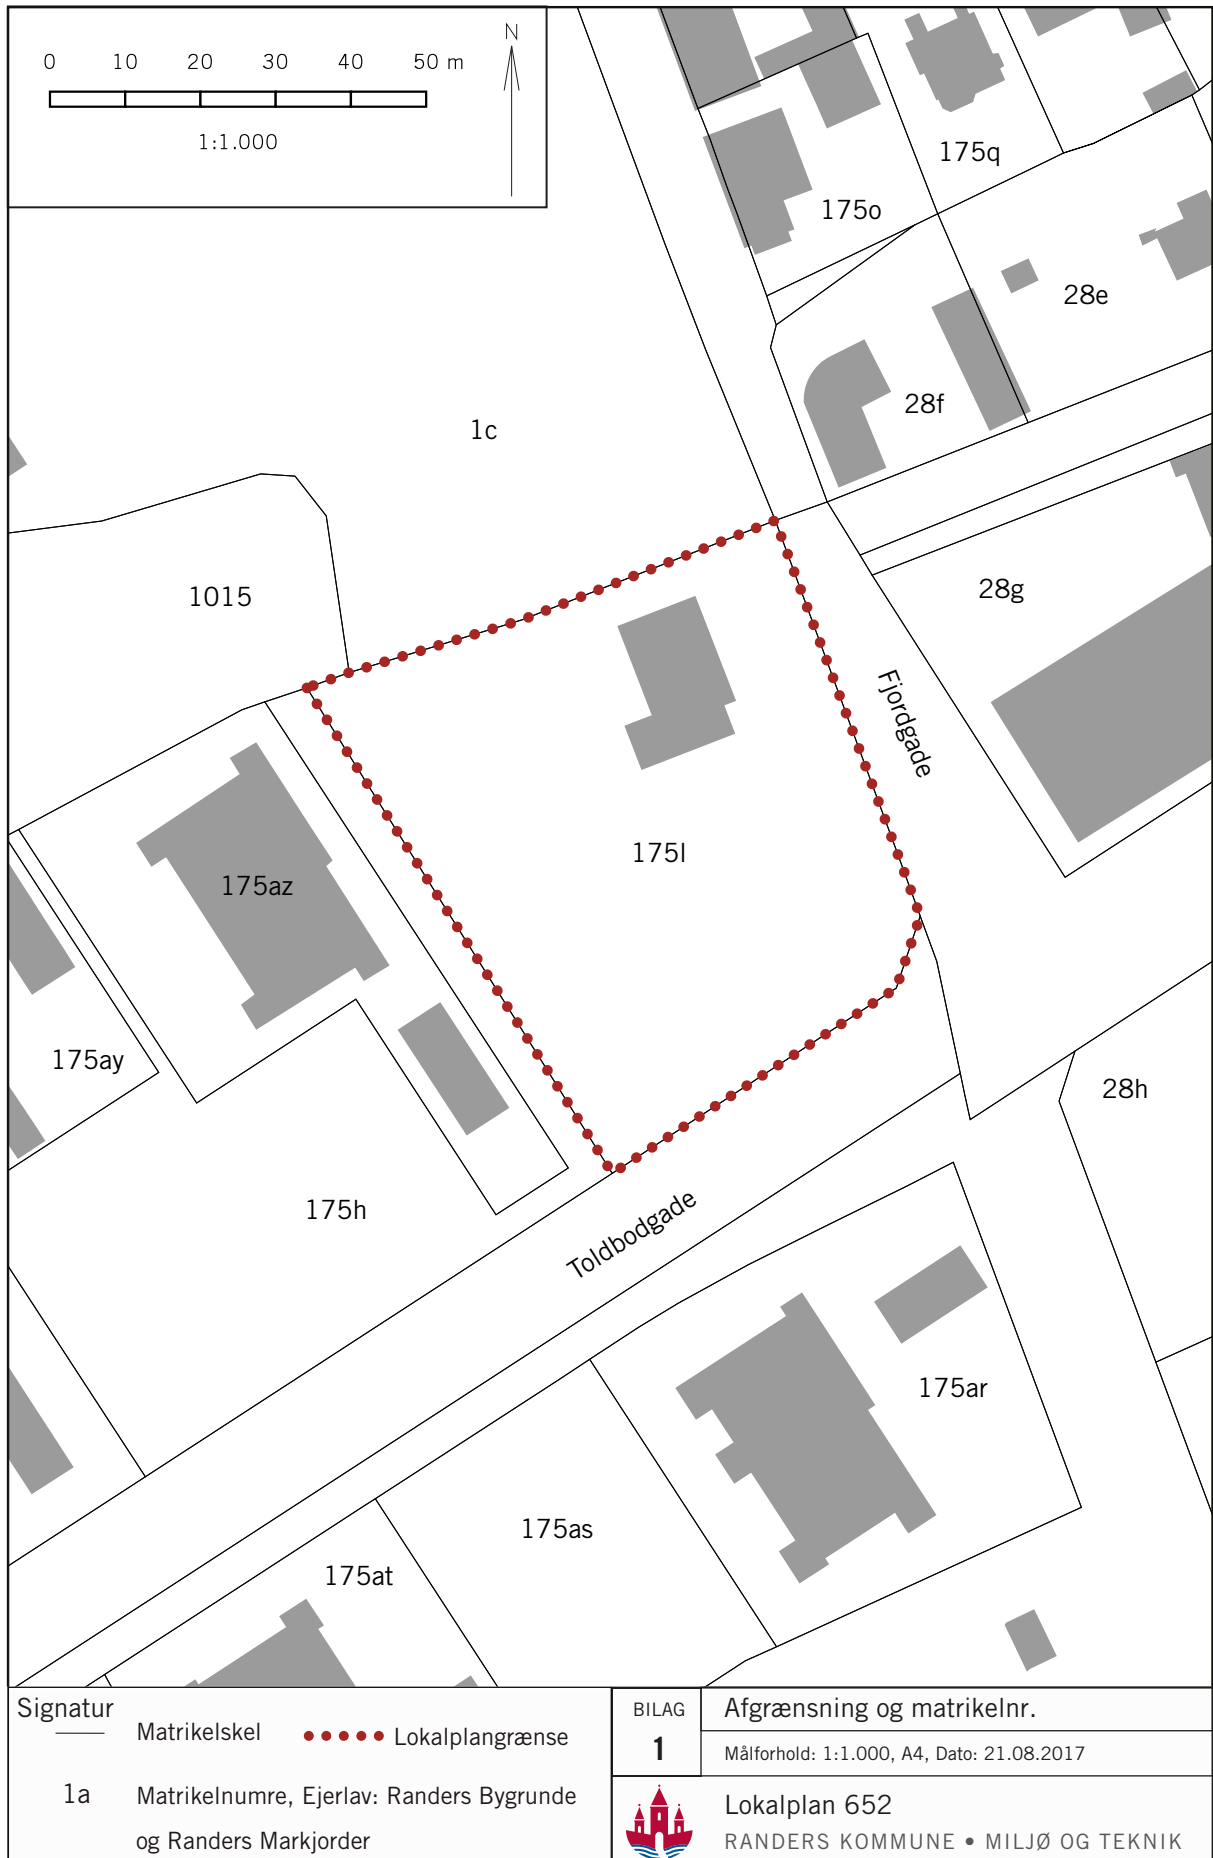 N
0 10 20 30 40 50 m
1:1.000
175q
175o
28e
28f
1c
1015
28g
Fjordgade
175l
175az
175ay
28h
175h
Toldbodgade
175ar
175as
175at
Signatur
Matrikelskel
Lokalplangrænse
1a
Matrikelnumre, Ejerlav: Randers Bygrunde
og Randers Markjorder
BILAG
1
Afgrænsning og matrikelnr.
Målforhold: 1:1.000, A4, Dato: 21.08.2017
Lokalplan 652
RANDERS KOMMUNE • MILJØ OG TEKNIK